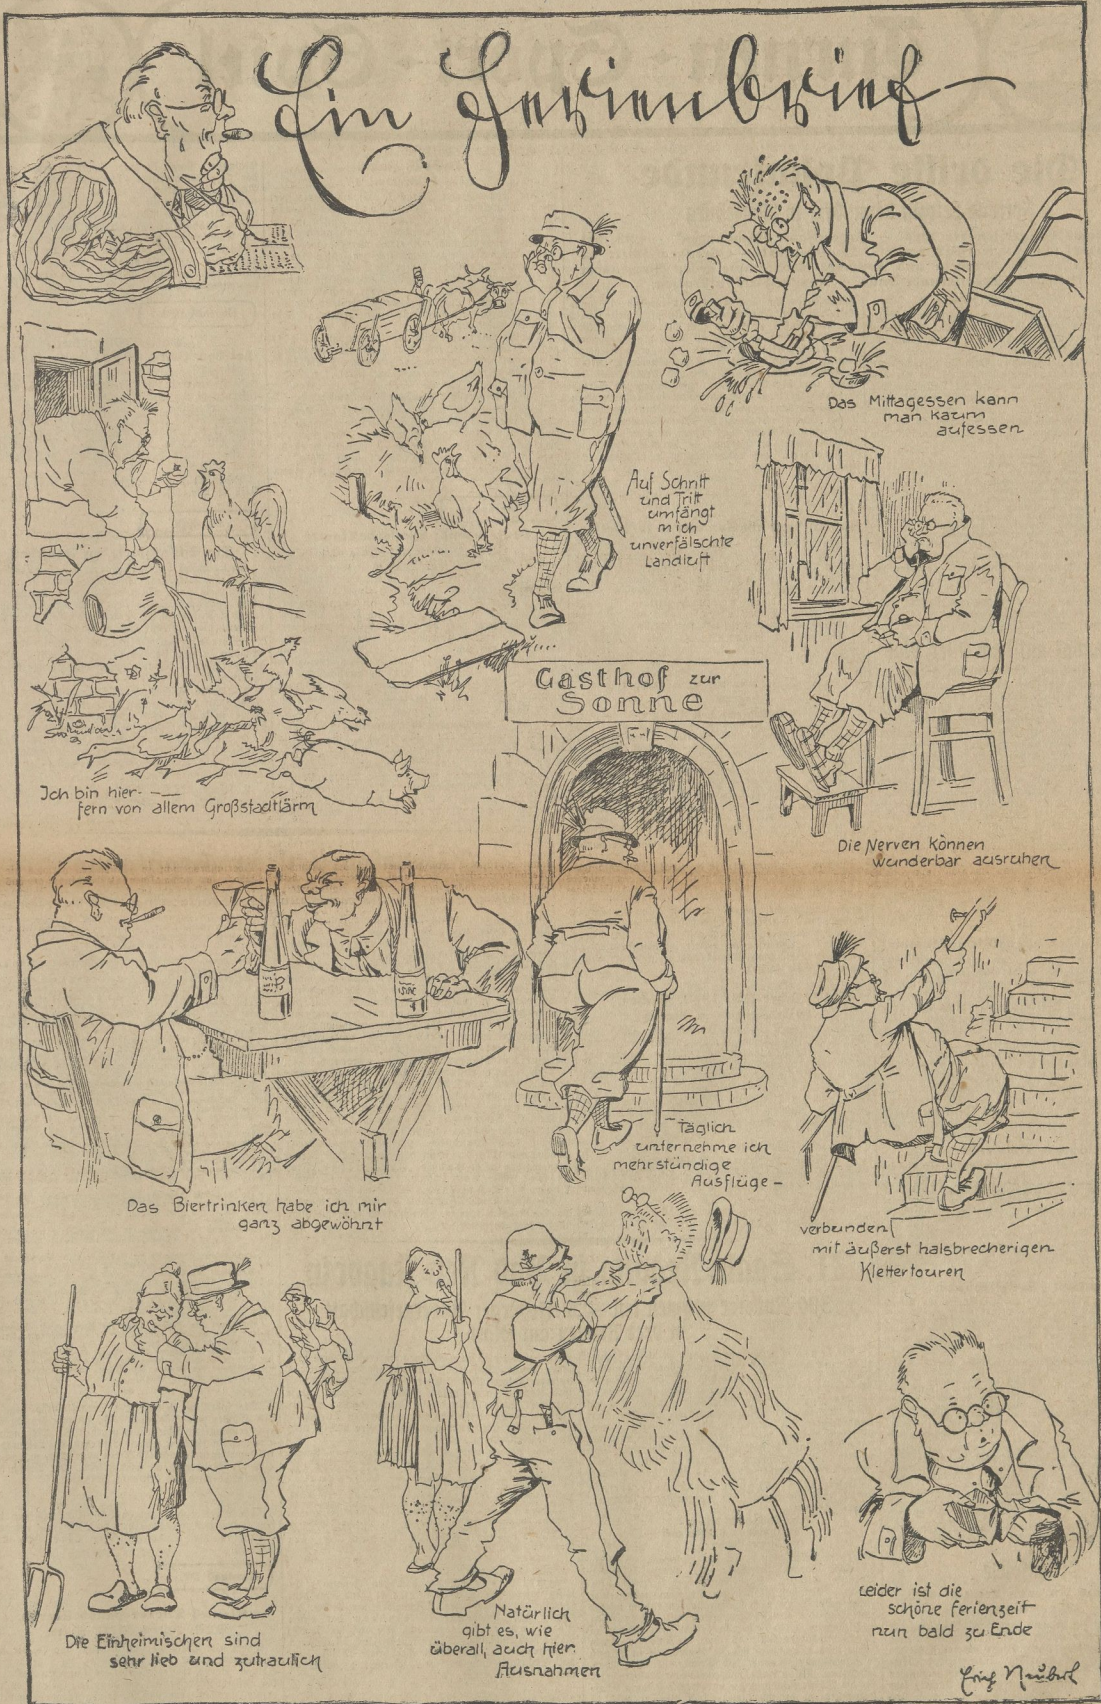 Ein Ferienbrief
Das Mittagessen kann
man kaum
aufessen
Auf Schritt
und Tritt
umfängt
mich
unverfälschte
Landluft
Ich bin hier
fern von allem Großstadtlärm
Gasthof zur
Sonne
Die Nerven können
wunderbar ausruhen
Das Biertrinken habe ich mir
ganz abgewöhnt
Täglich
unternehme ich
mehrstündige
Ausflüge –
verbunden
mit äußerst halsbrecherigen
Klettertouren
Die Einheimischen sind
sehr lieb und zutraulich
Natürlich
gibt es, wie
überall, auch hier
Ausnahmen
Leider ist die
schöne Ferienzeit
nun bald zu Ende
Erich Neubert